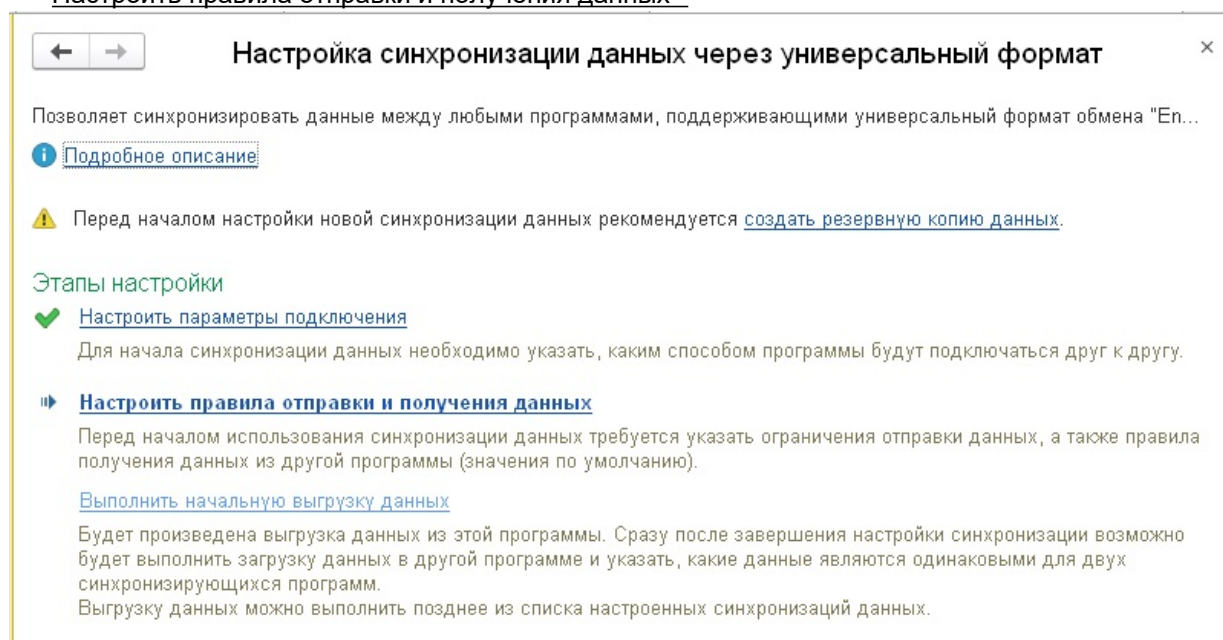 Настроить правила отправки и получения данных
Настройка синхронизации данных через универсальный формат
Позволяет синхронизировать данные между любыми программами, поддерживающими универсальный формат обмена "En...
Подробное описание
Перед началом настройки новой синхронизации данных рекомендуется создать резервную копию данных.
Этапы настройки
Настроить параметры подключения
Для начала синхронизации данных необходимо указать, каким способом программы будут подключаться друг к другу.
Настроить правила отправки и получения данных
Перед началом использования синхронизации данных требуется указать ограничения отправки данных, а также правила
получения данных из другой программы (значения по умолчанию).
Выполнить начальную выгрузку данных
Будет произведена выгрузка данных из этой программы. Сразу после завершения настройки синхронизации возможно
будет выполнить загрузку данных в другой программе и указать, какие данные являются одинаковыми для двух
синхронизирующихся программ.
Выгрузку данных можно выполнить позднее из списка настроенных синхронизаций данных.